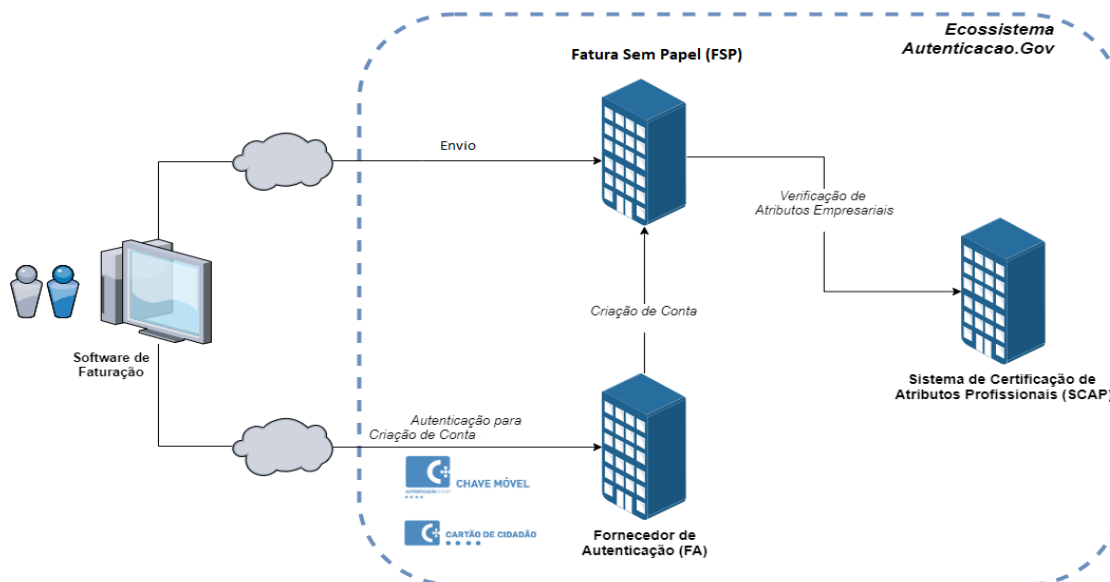 Ecossistema
Autenticacao.Gov
Fatura Sem Papel (FSP)
Envio
Verificação de
Atributos Empresariais
Criação de Conta
Software de
Faturação
Sistema de Certificação de
Atributos Profissionais (SCAP)
Autenticação para
Criação de Conta
CHAVE MÓVEL
CARTÃO DE CIDADÃO
Fornecedor de
Autenticação (FA)